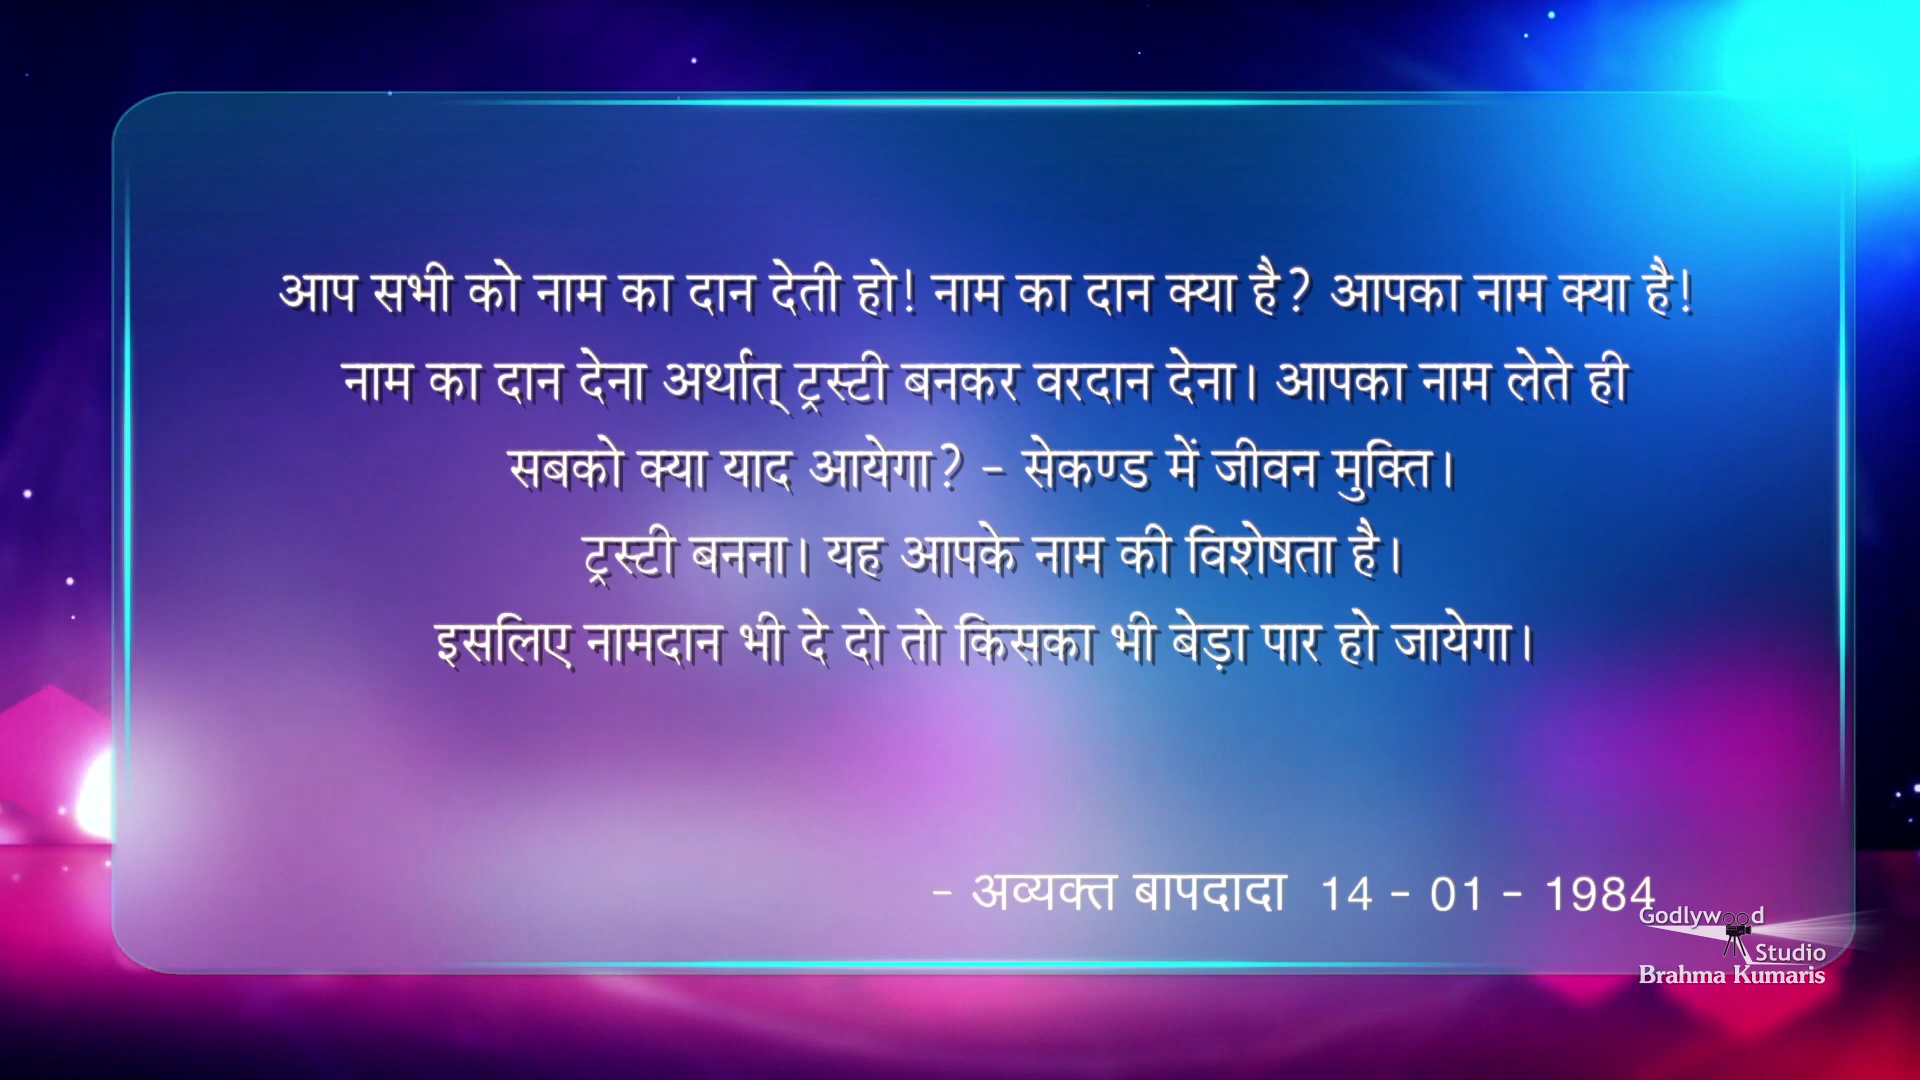 आप सभी को नाम का दान देती हो! नाम का दान क्या है? आपका नाम क्या है!
नाम का दान देना अर्थात् ट्रस्टी बनकर वरदान देना। आपका नाम लेते ही
सबको क्या याद आयेगा? - सेकण्ड में जीवन मुक्ति।
ट्रस्टी बनना। यह आपके नाम की विशेषता है।
इसलिए नामदान भी दे दो तो किसका भी बेड़ा पार हो जायेगा।
- अव्यक्त बापदादा 14 - 01 - 1984
Godlywood
Studio
Brahma Kumaris